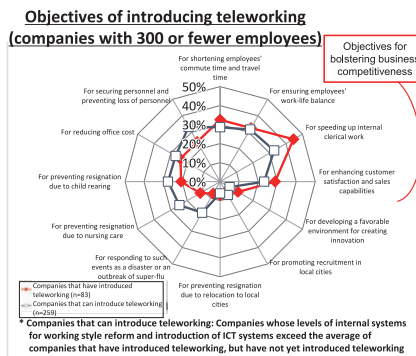 Objectives of introducing teleworking
(companies with 300 or fewer employees)
Objectives for
bolstering business
competitiveness
For shortening employees'
commute time and travel
time
For ensuring employees'
work-life balance
For speeding up internal
clerical work
For enhancing customer
satisfaction and sales
capabilities
For developing a favorable
environment for creating
innovation
For promoting recruitment in
local cities
For preventing resignation
due to relocation to local
cities
For responding to such
events as a disaster or an
outbreak of super-flu
For preventing resignation
due to nursing care
For preventing resignation
due to child rearing
For reducing office cost
For securing personnel and
preventing loss of personnel
50%
40%
30%
20%
10%
0%
Companies that have introduced
teleworking (n=83)
Companies that can introduce teleworking
(n=259)
* Companies that can introduce teleworking: Companies whose levels of internal systems
for working style reform and introduction of ICT systems exceed the average of
companies that have introduced teleworking, but have not yet introduced teleworking